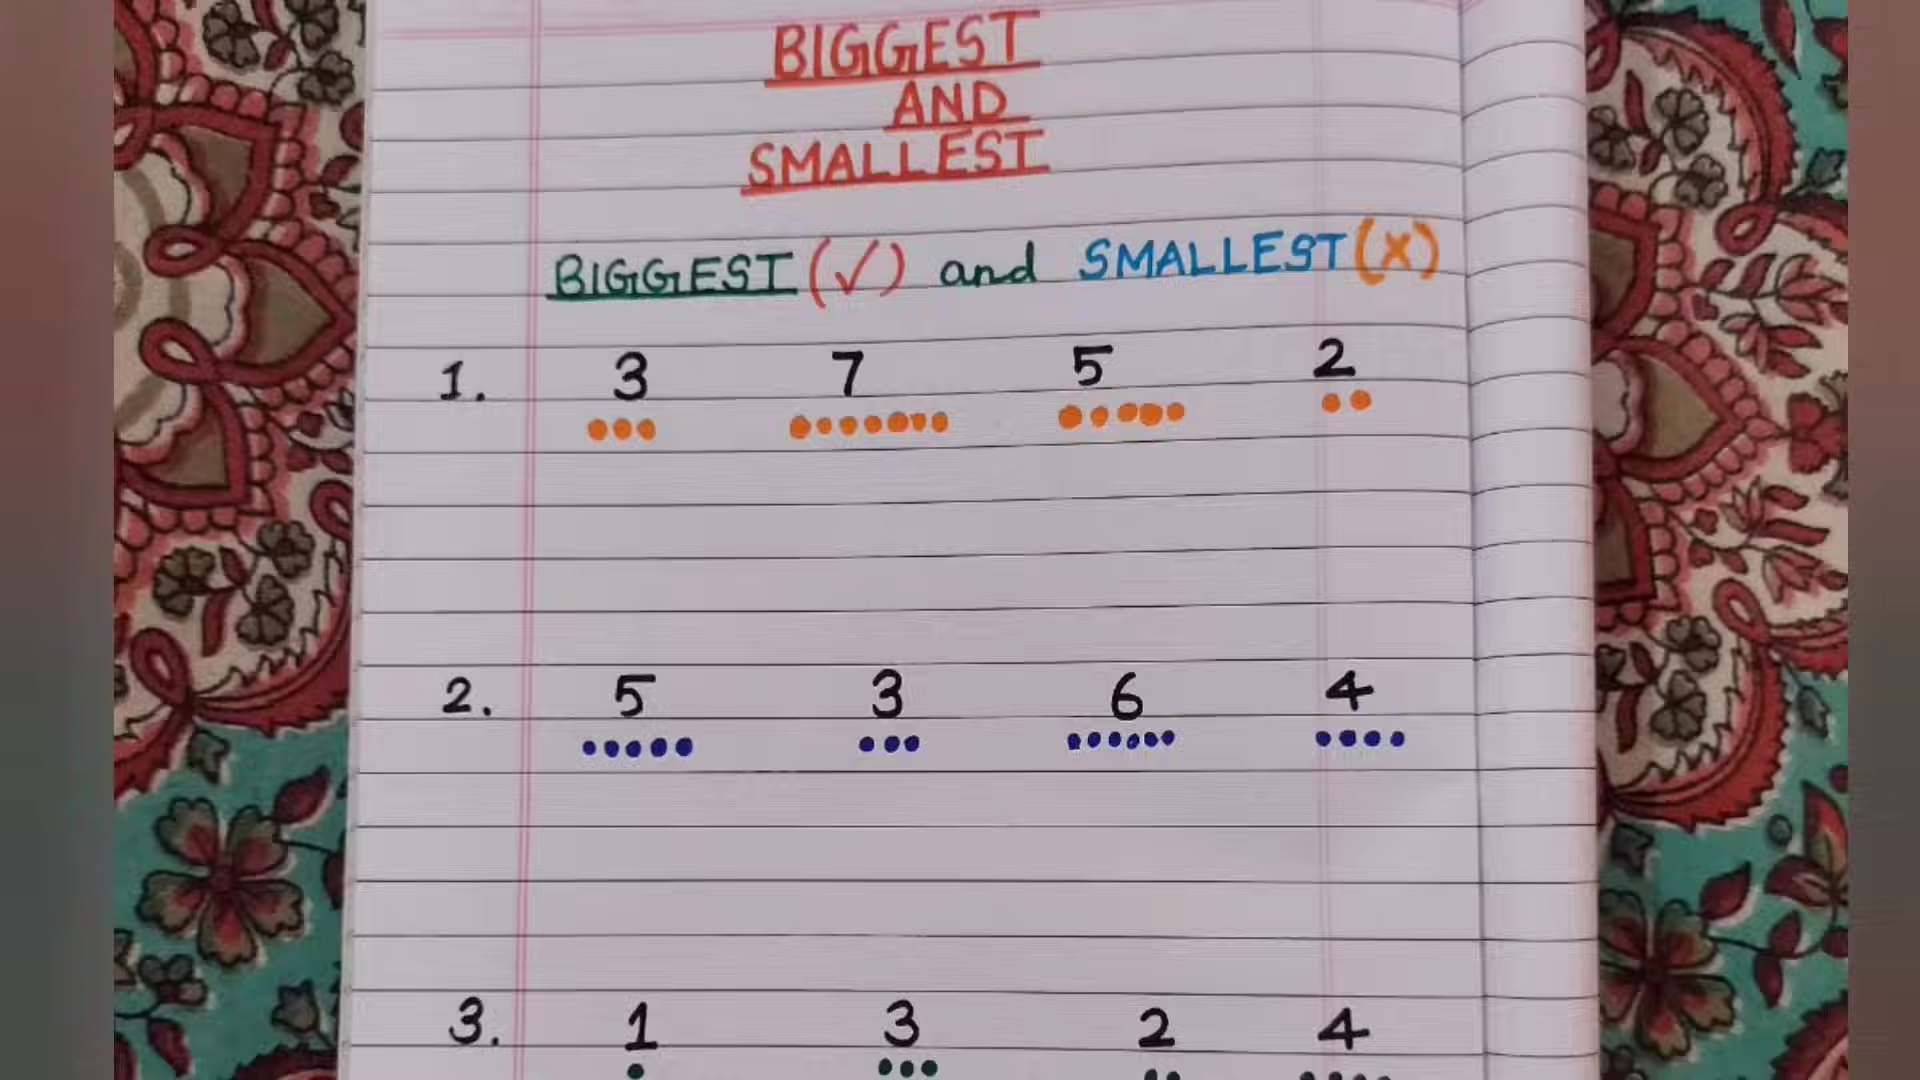 BIGGEST
AND
SMALLEST
BIGGEST (✓) and SMALLEST (x)
1. 3 7 5 2
2. 5 3 6 4
3. 1 3 2 4